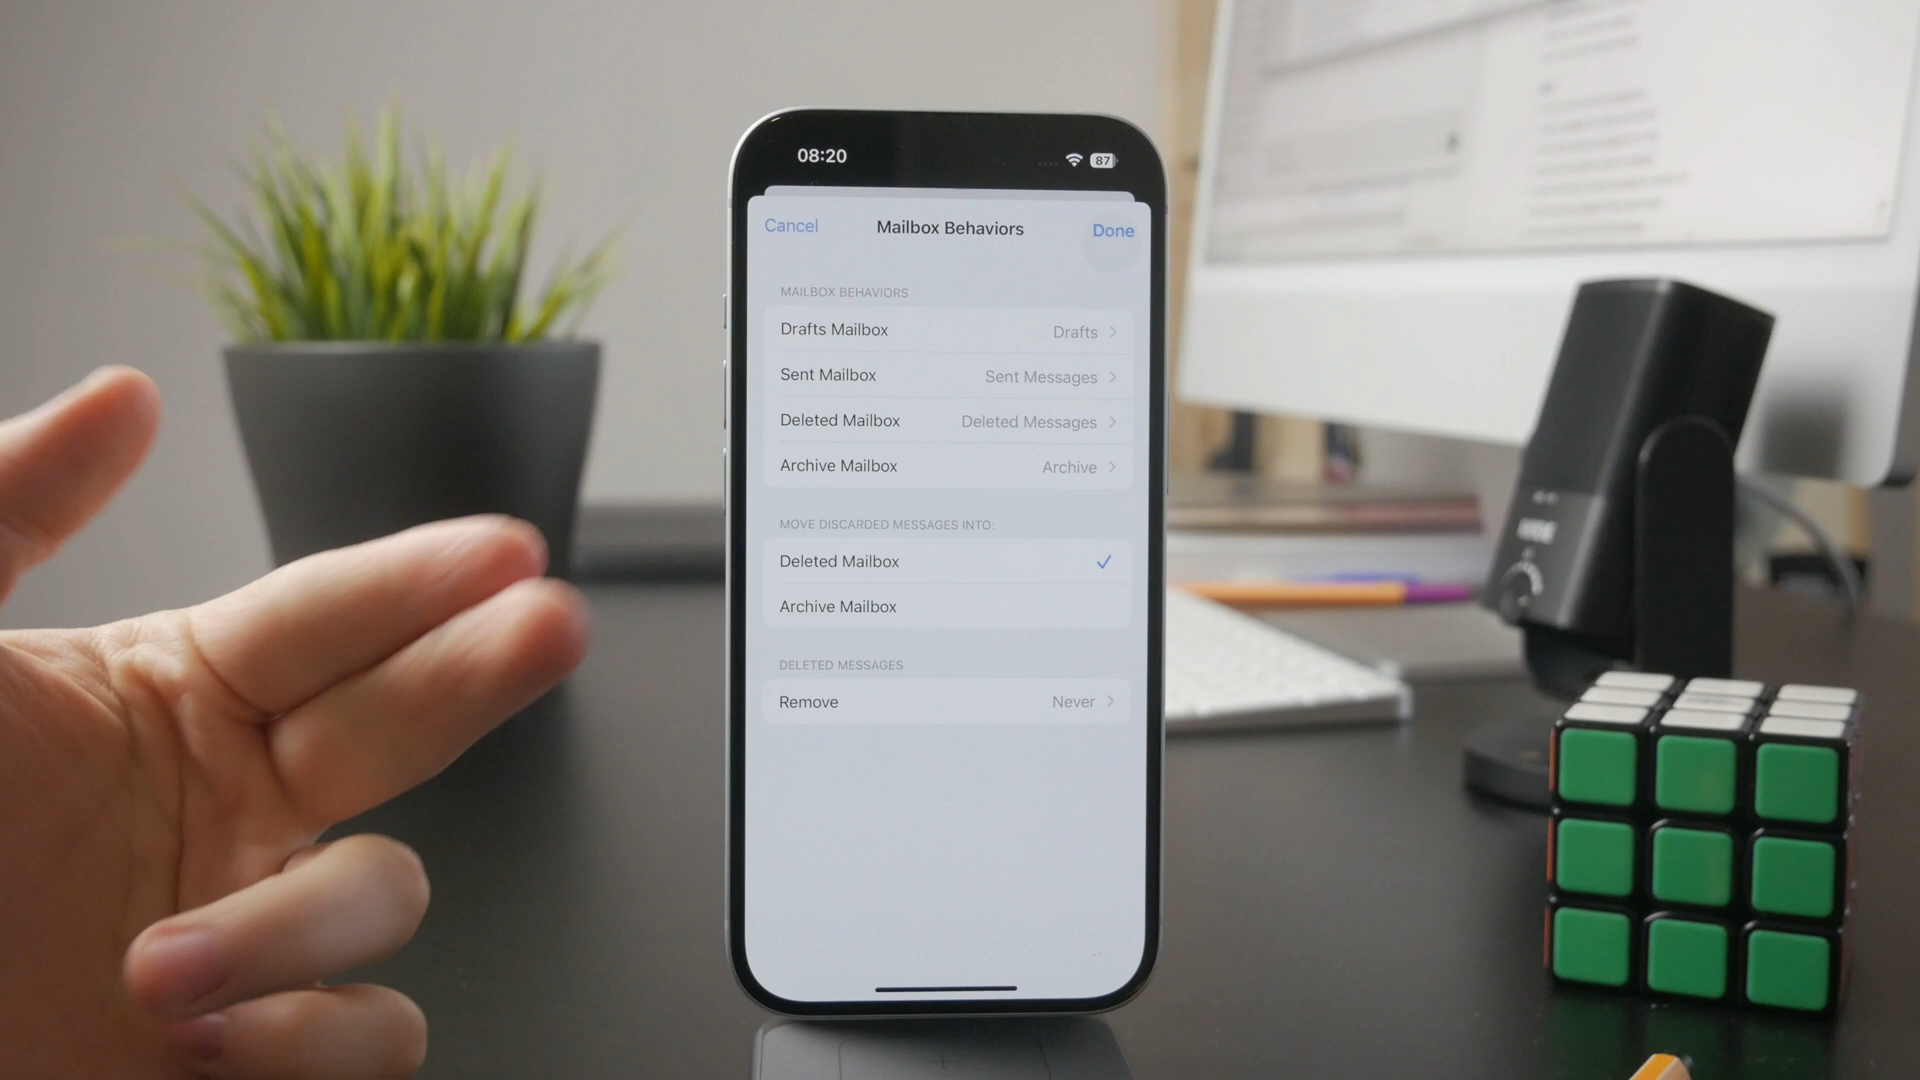 08:20
87
Cancel
Mailbox Behaviors
Done
MAILBOX BEHAVIORS
Drafts Mailbox
Drafts
Sent Mailbox
Sent Messages
Deleted Mailbox
Deleted Messages
Archive Mailbox
Archive
MOVE DISCARDED MESSAGES INTO:
Deleted Mailbox
Archive Mailbox
DELETED MESSAGES
Remove
Never